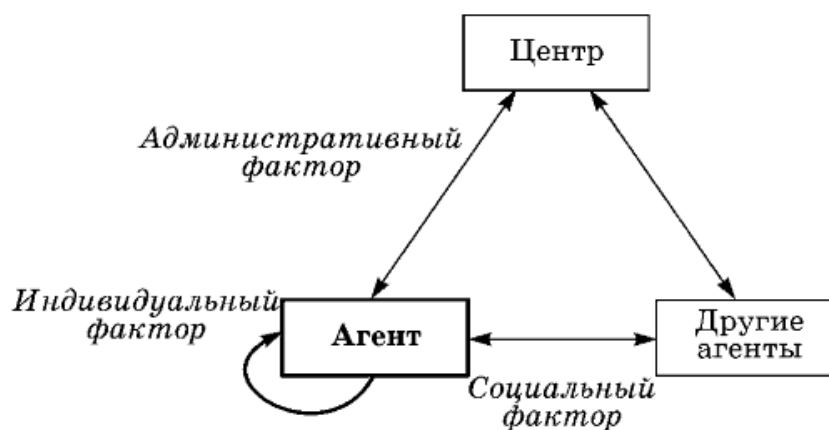 Центр
Административный
фактор
Индивидуальный
фактор
Агент
Другие
агенты
Социальный
фактор